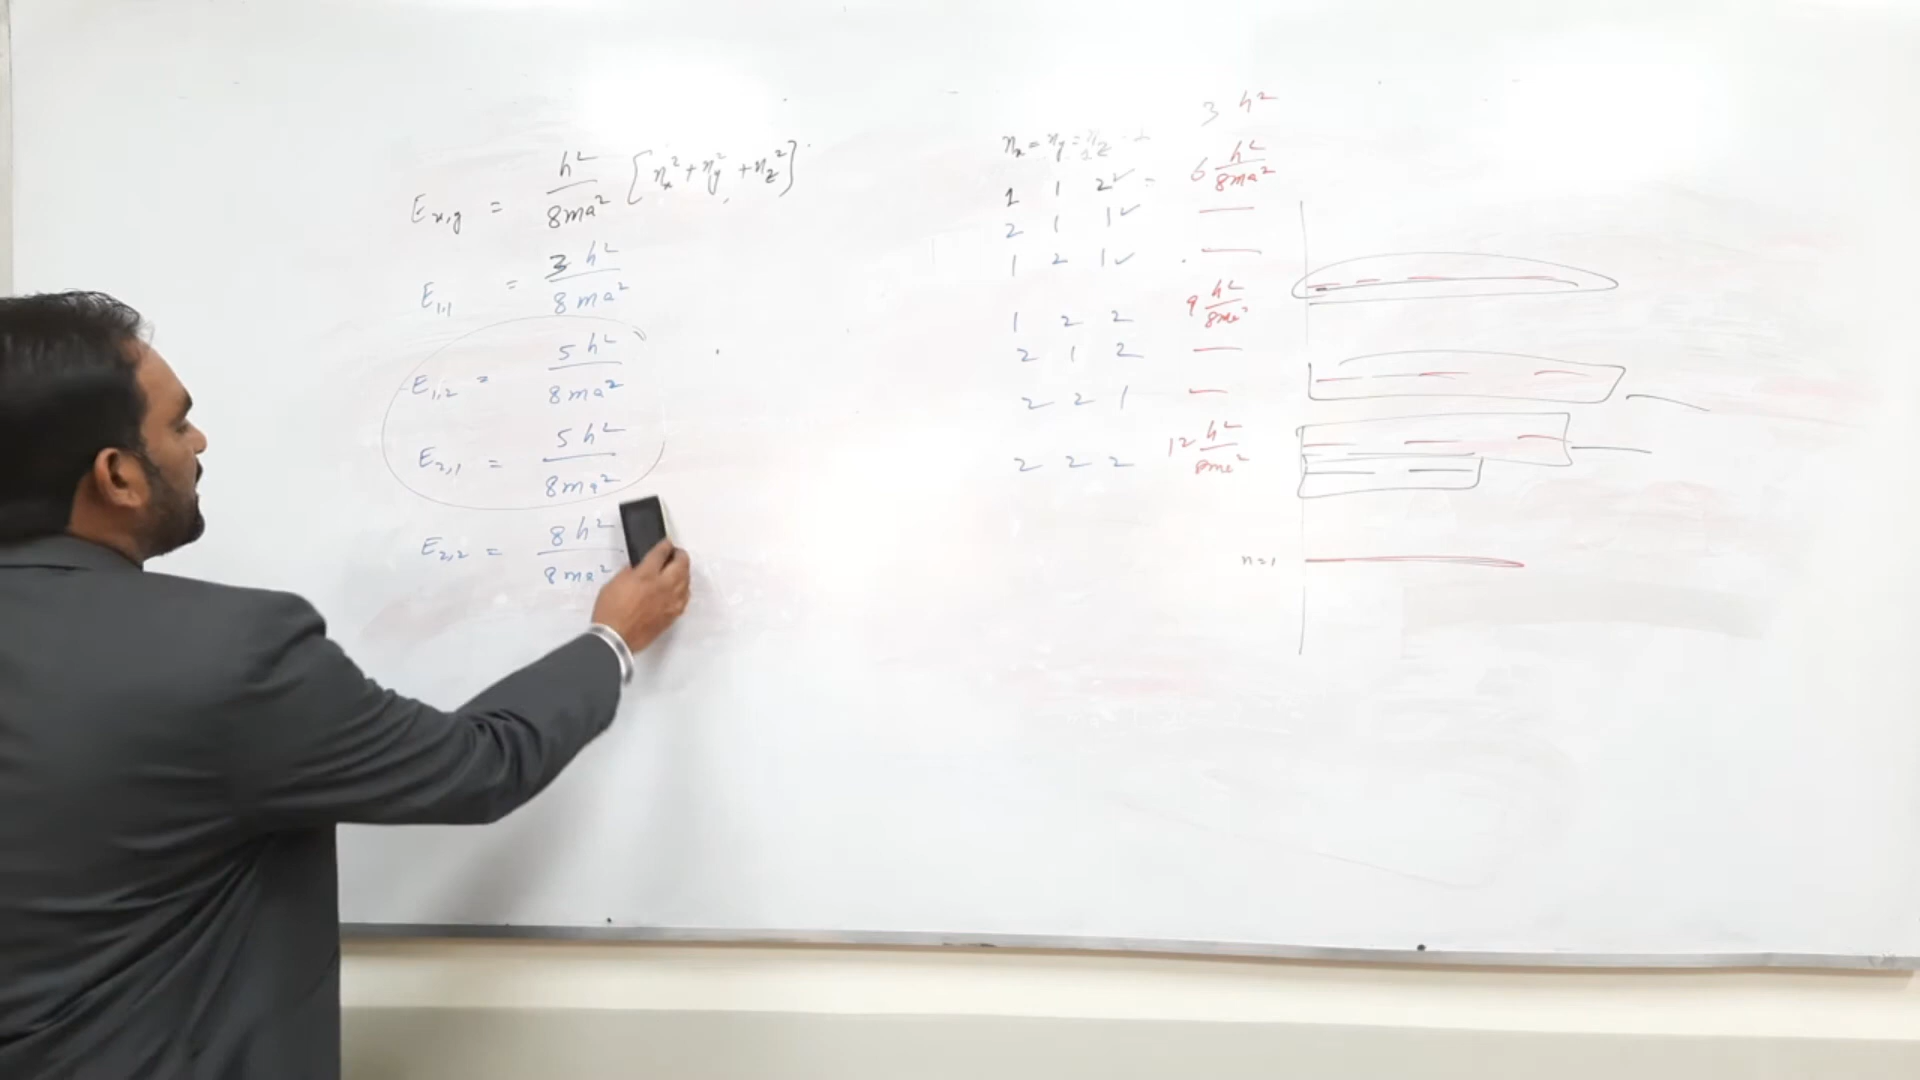 E_{x,y} = h²/8ma² [n_x² + n_y² + n_z²]
E_{1,1} = 3h²/8ma²
E_{1,2} = 5h²/8ma²
E_{2,1} = 5h²/8ma²
E_{2,2} = 8h²/8ma²
3 h²
n_x = n_y = n_z
1 1 2 ✓ = 6 h²/8ma²
2 1 1 ✓ —
1 2 1 ✓ —
1 2 2 9 h²/8ma²
2 1 2 —
2 2 1 —
2 2 2 12 h²/8ma²
n=1